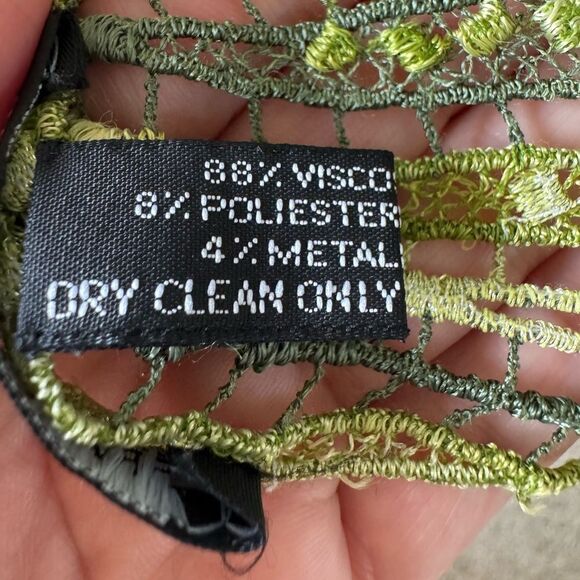 88% VISCO
8% POLIESTER
4% METAL
DRY CLEAN ONLY